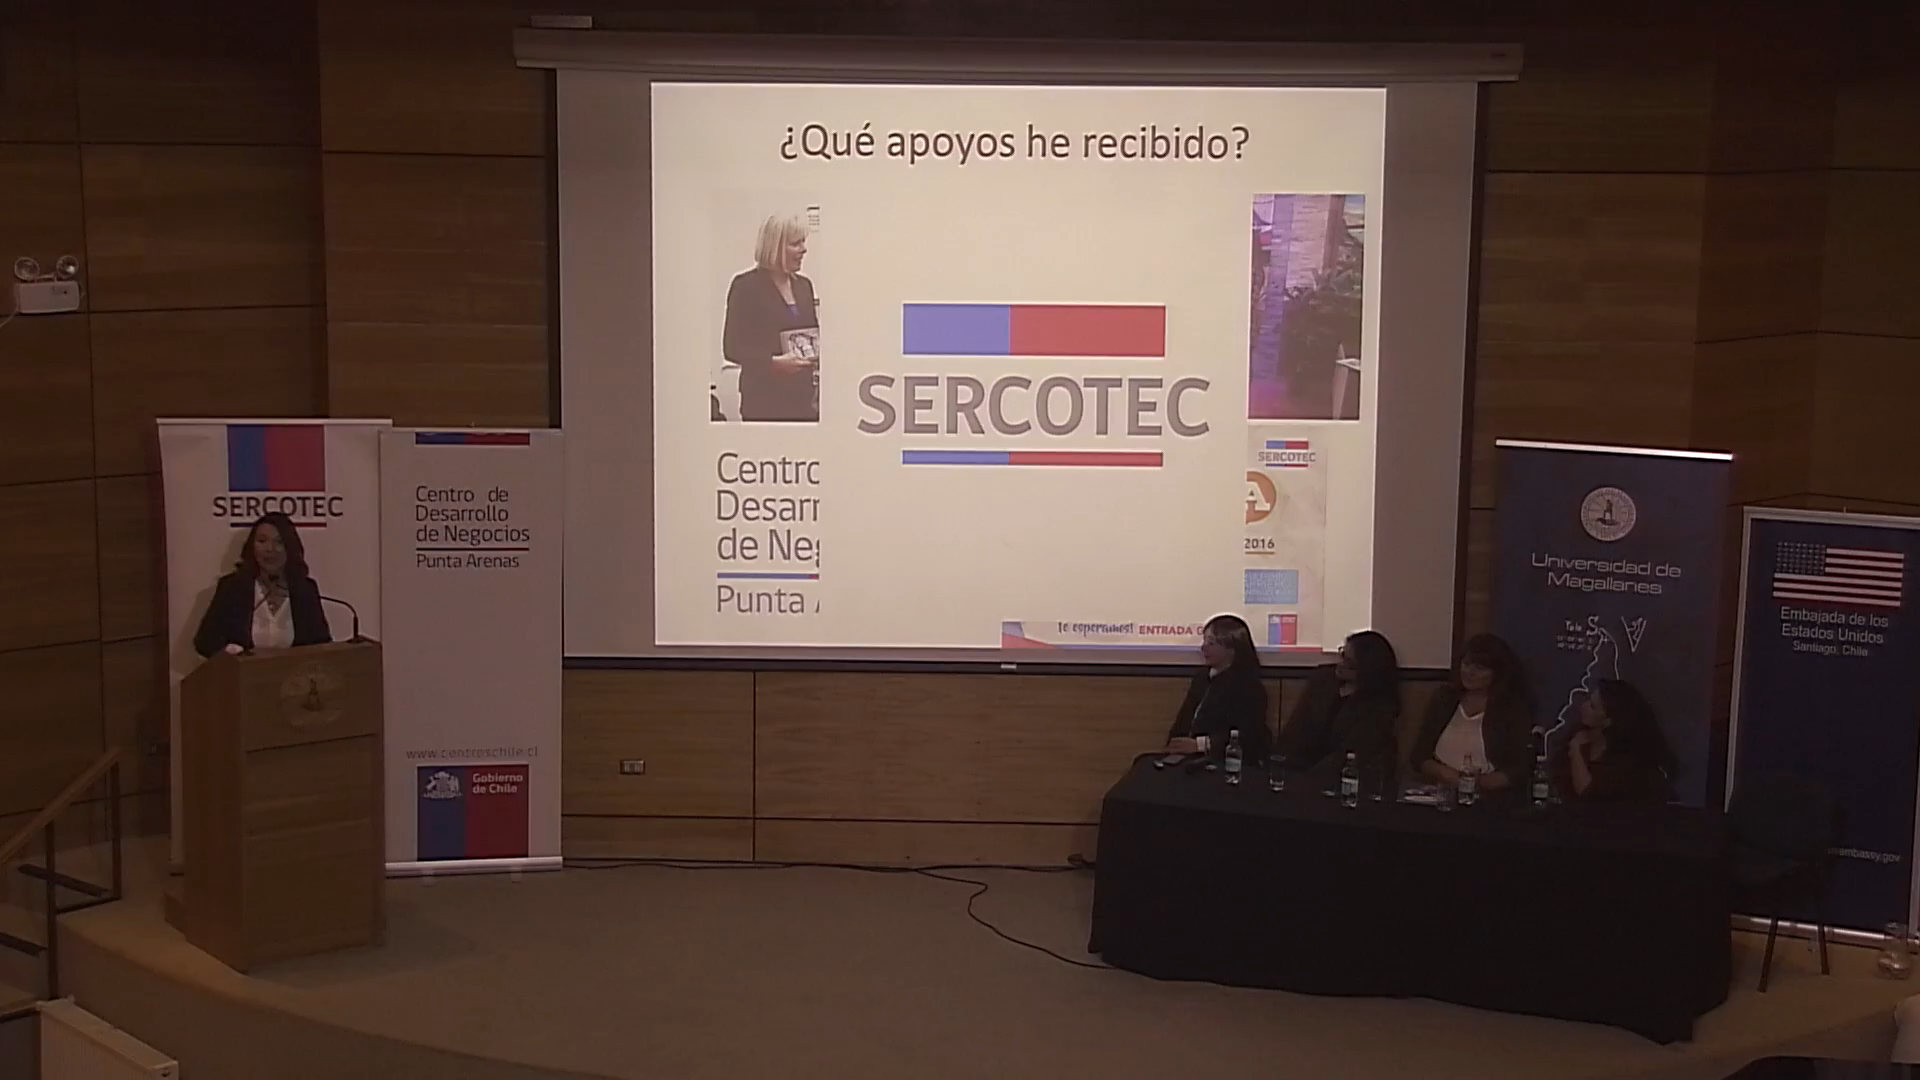 ¿Qué apoyos he recibido?
SERCOTEC
Centro
Desarr
de Neg
Punta
SERCOTEC
A
2016
Te esperamos! ENTRADA G
SERCOTEC
Centro de
Desarrollo
de Negocios
Punta Arenas
www.centroschile.cl
Gobierno
de Chile
Universidad de
Magallanes
Embajada de los
Estados Unidos
Santiago, Chile
embassy.gov